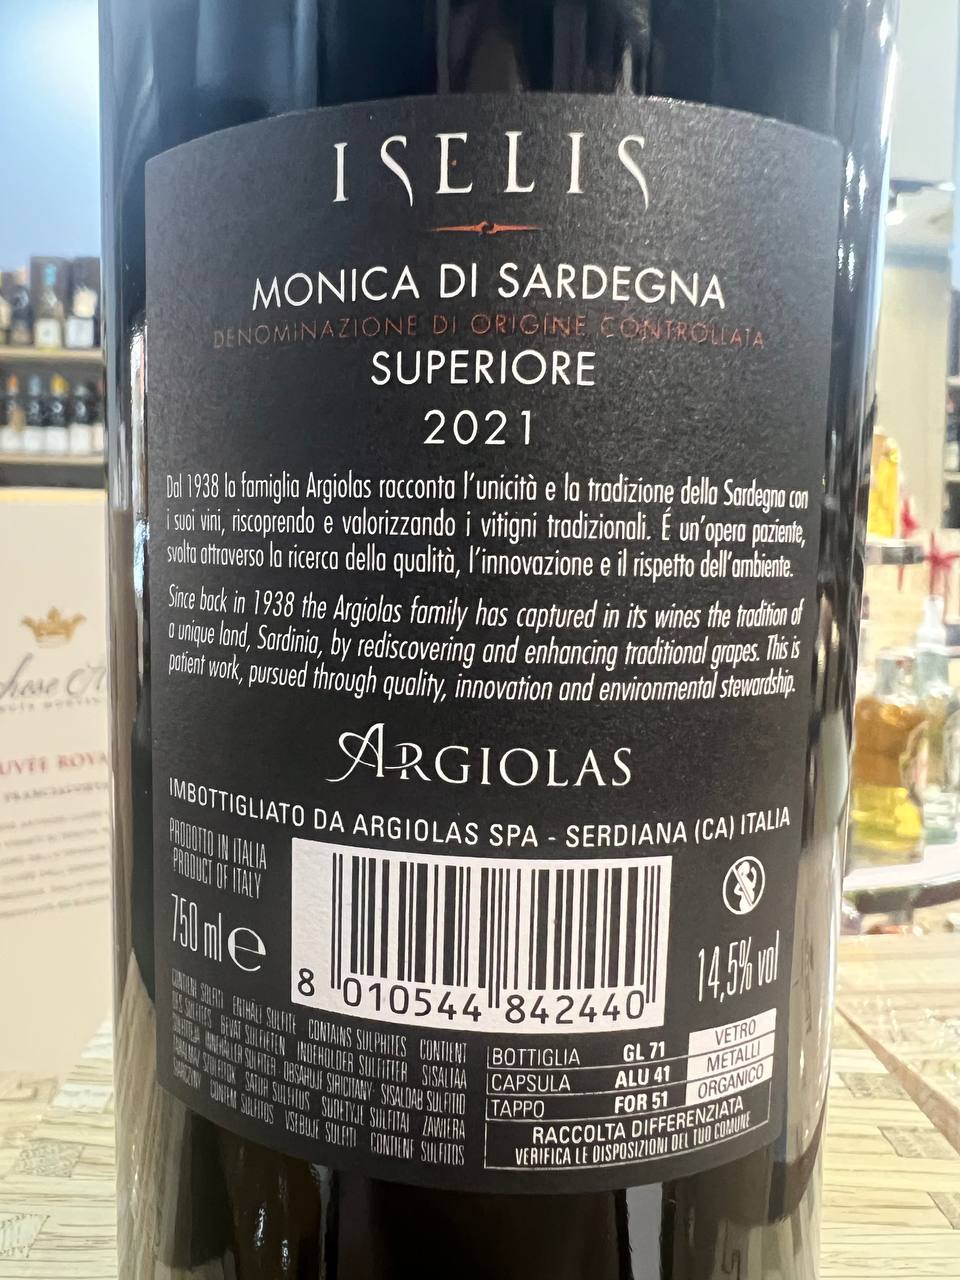 ISELIS
MONICA DI SARDEGNA
DENOMINAZIONE DI ORIGINE CONTROLLATA
SUPERIORE
2021
Dal 1938 la famiglia Argiolas racconta l'unicità e la tradizione della Sardegna con
i suoi vini, riscoprendo e valorizzando i vitigni tradizionali. É un'opera paziente,
svolta attraverso la ricerca della qualità, l'innovazione e il rispetto dell'ambiente.
Since back in 1938 the Argiolas family has captured in its wines the tradition of
a unique land, Sardinia, by rediscovering and enhancing traditional grapes. This is
patient work, pursued through quality, innovation and environmental stewardship.
ARGIOLAS
IMBOTTIGLIATO DA ARGIOLAS SPA - SERDIANA (CA) ITALIA
PRODOTTO IN ITALIA
PRODUCT OF ITALY
750 ml e
8 010544 842440
14,5% vol
CONTIENE SOLFITI ENTHÄLT SULFITE CONTAINS SULPHITES CONTIENT
DES SULFITES BEVAT SULFIETEN INDEHOLDER SULFITTER SISÄLTÄÄ
SULFIITTEJA INNEHÅLLER SULFITER OBSAHUJE SIRICITANY SISALDAB SULFITID
SATUR SULFITUS SUDETYJE SULFITAI ZAWIERA
SIARCZYNY CONTÉM SULFITOS VSEBUJE SULFITI CONTIENE SULFITOS
BOTTIGLIA GL 71 VETRO
CAPSULA ALU 41 METALLI
TAPPO FOR 51 ORGANICO
RACCOLTA DIFFERENZIATA
VERIFICA LE DISPOSIZIONI DEL TUO COMUNE